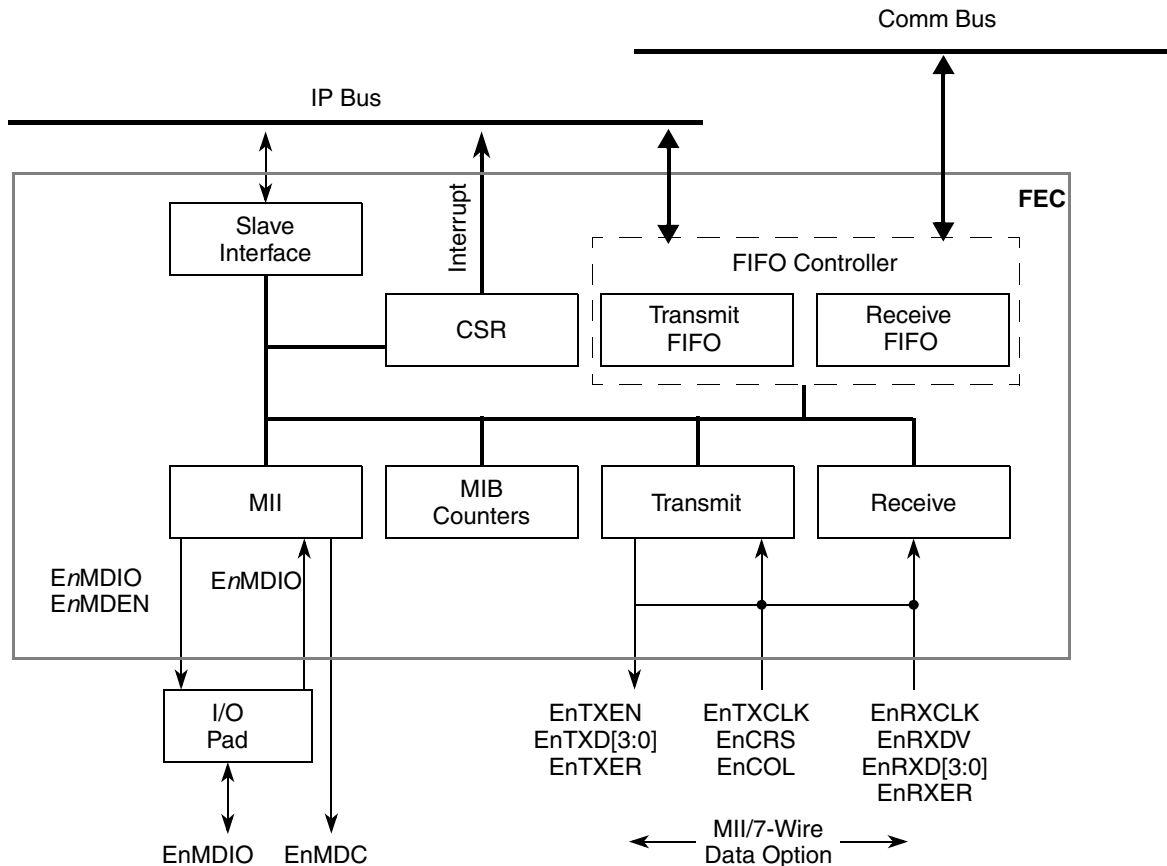 Comm Bus
IP Bus
FEC
Interrupt
Slave
Interface
FIFO Controller
CSR
Transmit
FIFO
Receive
FIFO
MII
MIB
Counters
Transmit
Receive
EnMDIO
EnMDEN
EnMDIO
I/O
Pad
EnTXEN
EnTXD[3:0]
EnTXER
EnTXCLK
EnCRS
EnCOL
EnRXCLK
EnRXDV
EnRXD[3:0]
EnRXER
EnMDIO
EnMDC
MII/7-Wire
Data Option